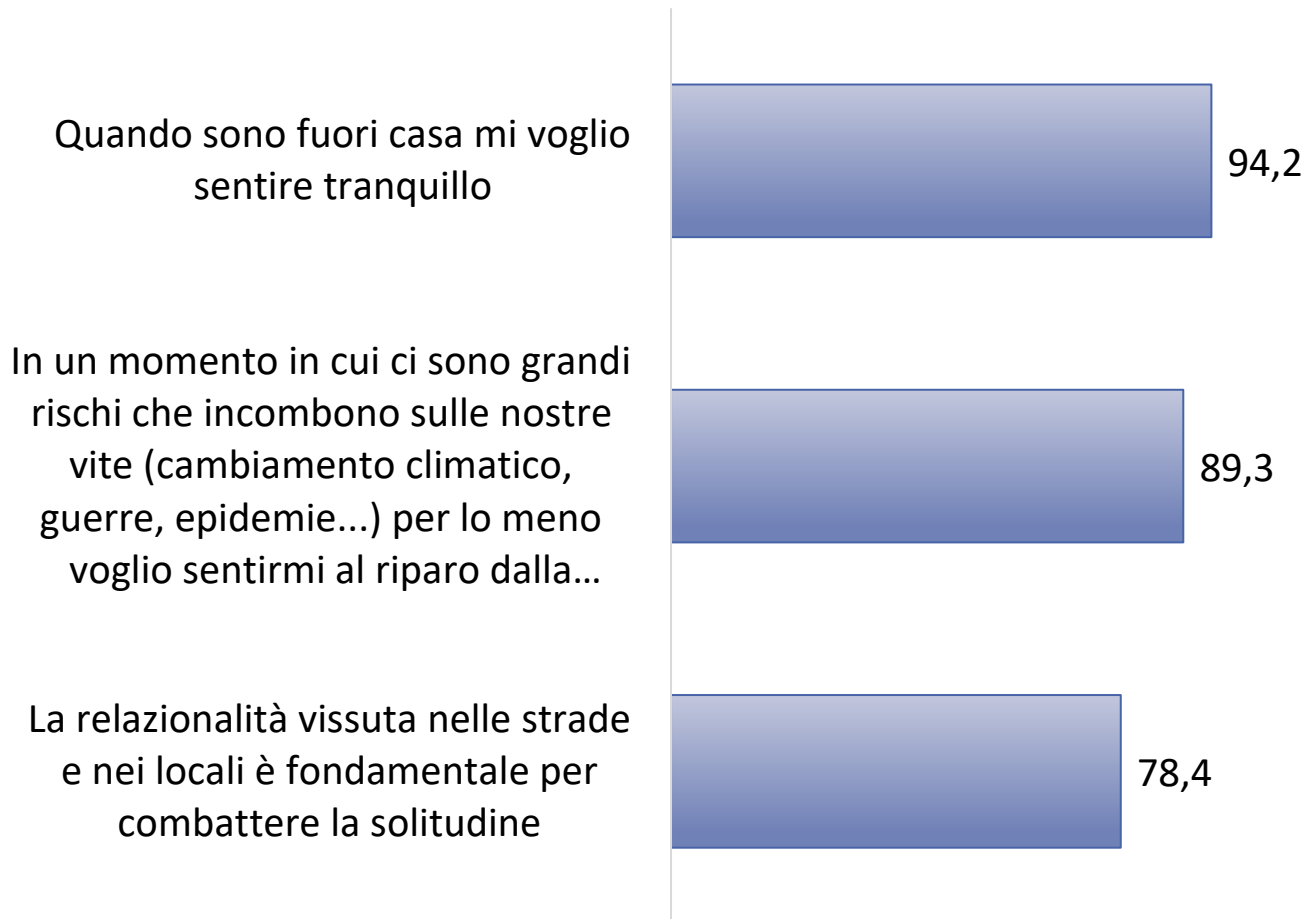 Quando sono fuori casa mi voglio
sentire tranquillo
94,2
In un momento in cui ci sono grandi
rischi che incombono sulle nostre
vite (cambiamento climatico,
guerre, epidemie...) per lo meno
voglio sentirmi al riparo dalla...
89,3
La relazionalità vissuta nelle strade
e nei locali è fondamentale per
combattere la solitudine
78,4